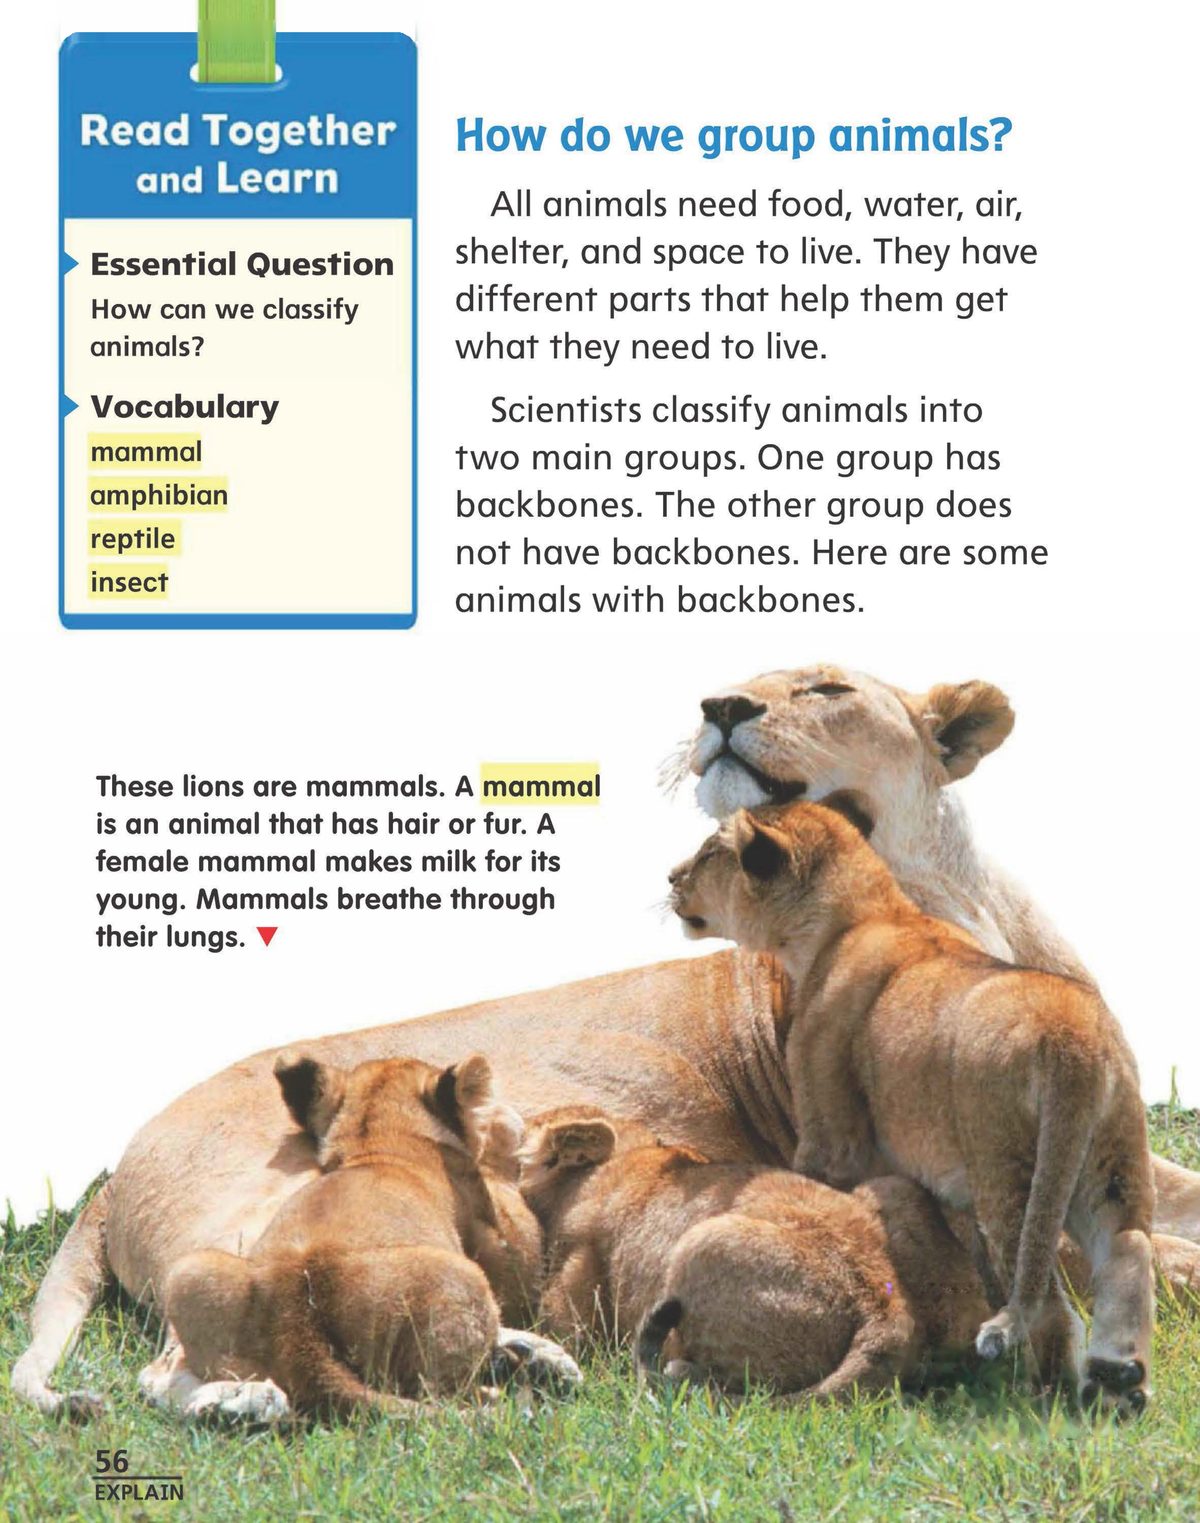 Read Together
and Learn
Essential Question
How can we classify
animals?
Vocabulary
mammal
amphibian
reptile
insect
How do we group animals?
All animals need food, water, air,
shelter, and space to live. They have
different parts that help them get
what they need to live.
Scientists classify animals into
two main groups. One group has
backbones. The other group does
not have backbones. Here are some
animals with backbones.
These lions are mammals. A mammal
is an animal that has hair or fur. A
female mammal makes milk for its
young. Mammals breathe through
their lungs. ▼
56
EXPLAIN